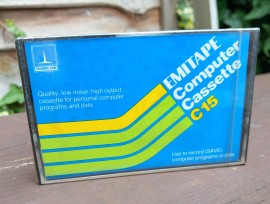 Quality, low noise, high output
cassette for personal computer
programs and data
EMITAPE
Computer
Cassette
C15
Use to record (SAVE)
computer programs or data